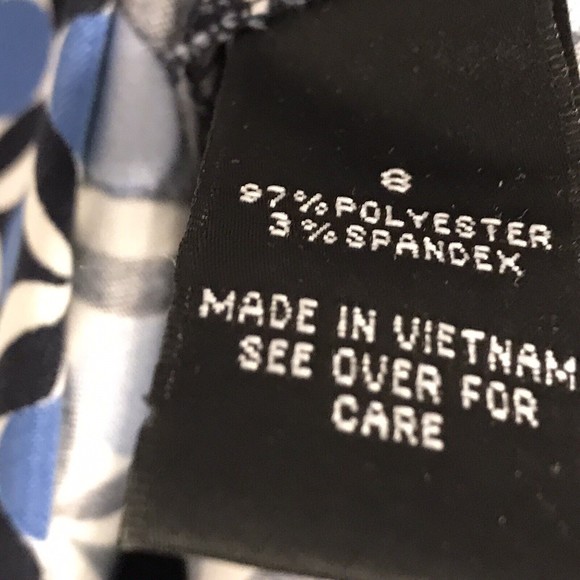 8
97%POLYESTER
3%SPANDEX
MADE IN VIETNAM
SEE OVER FOR
CARE